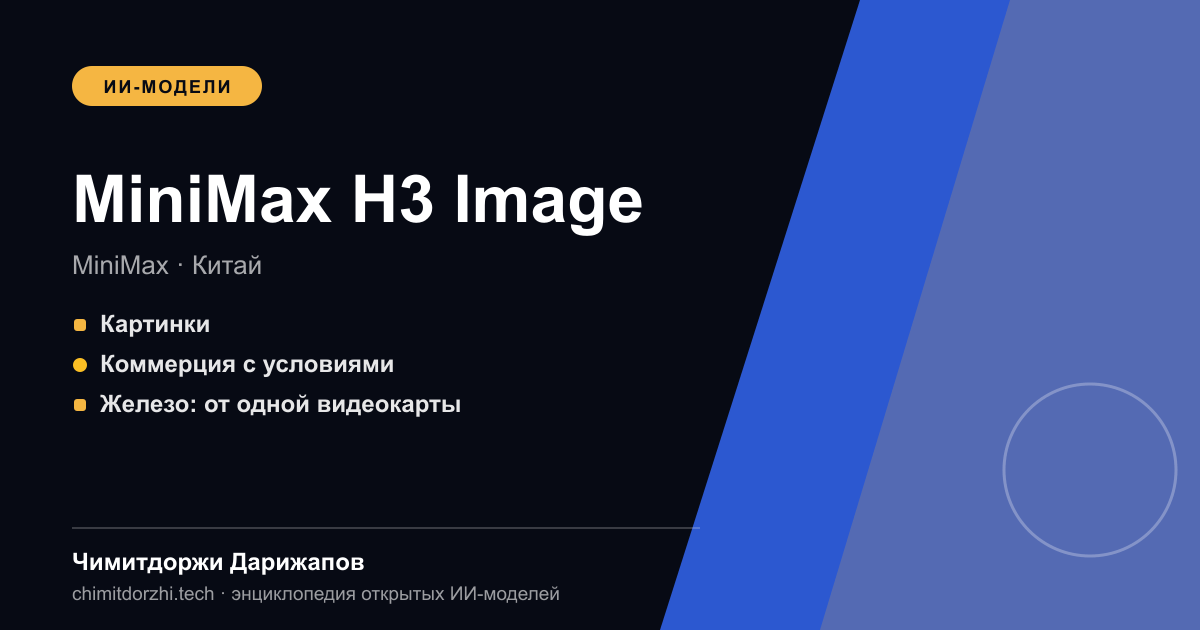 ИИ-МОДЕЛИ
MiniMax H3 Image
MiniMax · Китай
Картинки
Коммерция с условиями
Железо: от одной видеокарты
Чимитдоржи Дарижапов
chimitdorzhi.tech · энциклопедия открытых ИИ-моделей